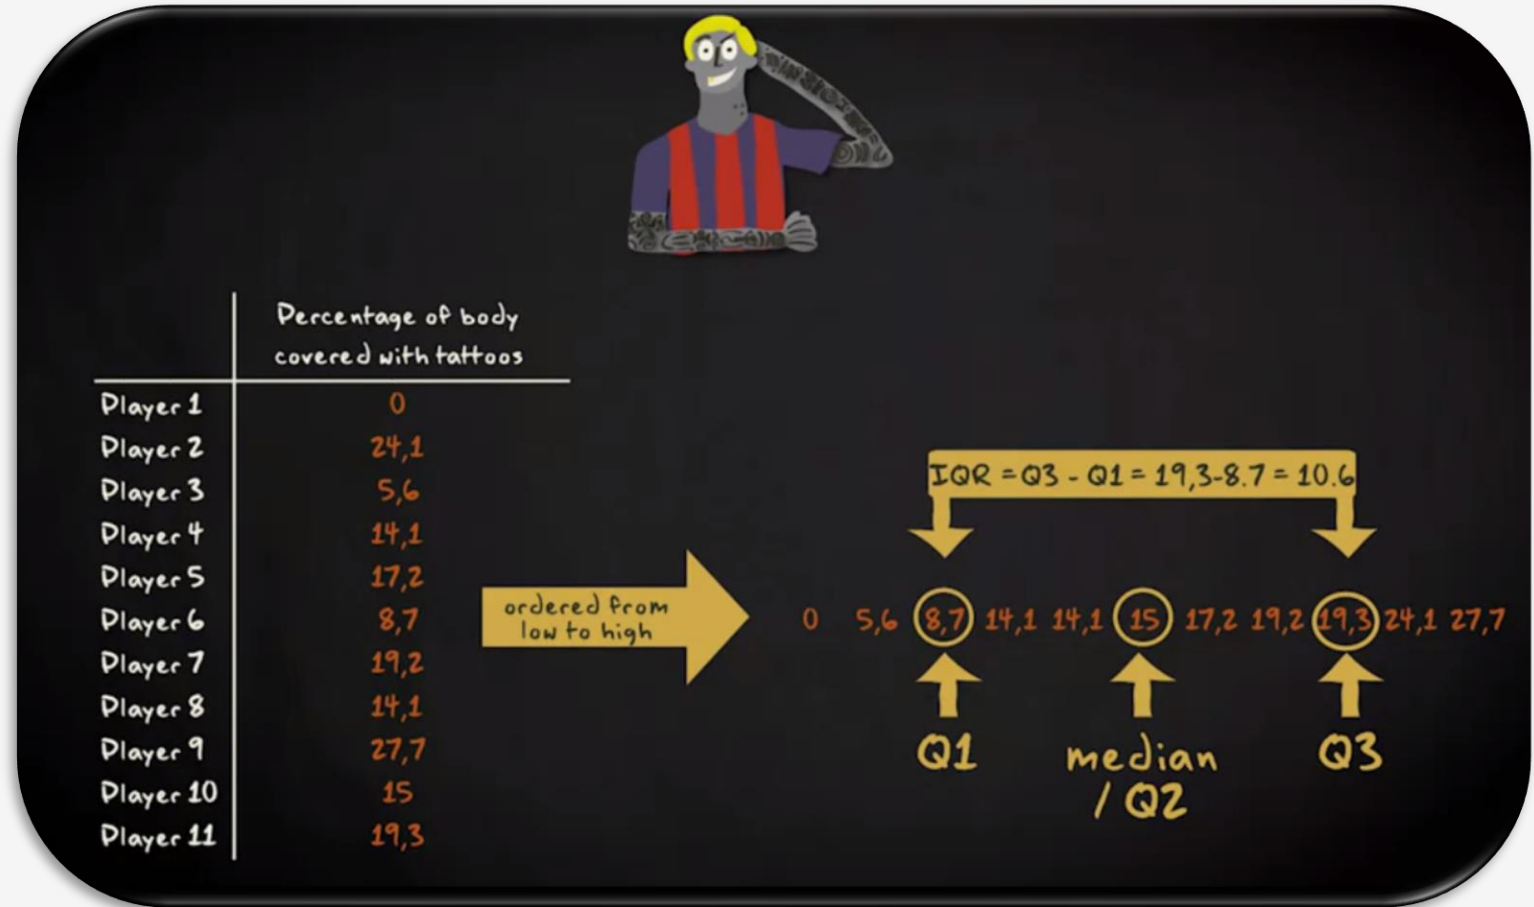 Percentage of body
covered with tattoos
Player 1 0
Player 2 24,1
Player 3 5,6
Player 4 14,1
Player 5 17,2
Player 6 8,7
Player 7 19,2
Player 8 14,1
Player 9 27,7
Player 10 15
Player 11 19,3
ordered from
low to high
IQR = Q3 - Q1 = 19,3-8.7 = 10.6
0 5,6 8,7 14,1 14,1 15 17,2 19,2 19,3 24,1 27,7
Q1
median
/ Q2
Q3